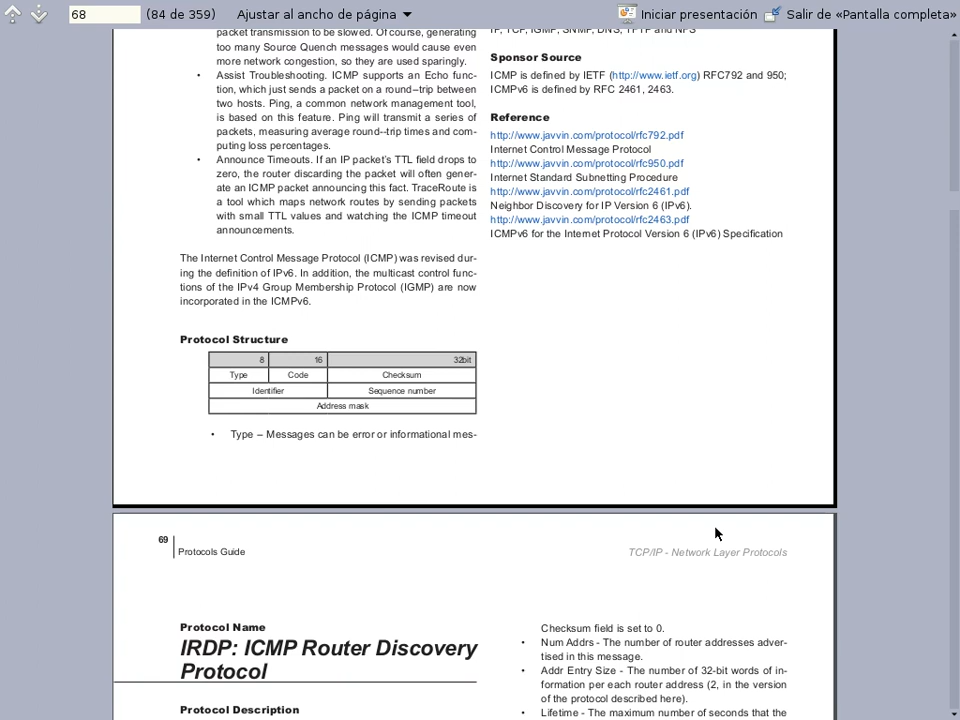 68 (84 de 359) Ajustar al ancho de página Iniciar presentación Salir de «Pantalla completa»
packet transmission to be slowed. Of course, generating
too many Source Quench messages would cause even
more network congestion, so they are used sparingly.
• Assist Troubleshooting. ICMP supports an Echo func-
tion, which just sends a packet on a round–trip between
two hosts. Ping, a common network management tool,
is based on this feature. Ping will transmit a series of
packets, measuring average round--trip times and com-
puting loss percentages.
• Announce Timeouts. If an IP packet's TTL field drops to
zero, the router discarding the packet will often gener-
ate an ICMP packet announcing this fact. TraceRoute is
a tool which maps network routes by sending packets
with small TTL values and watching the ICMP timeout
announcements.
The Internet Control Message Protocol (ICMP) was revised dur-
ing the definition of IPv6. In addition, the multicast control func-
tions of the IPv4 Group Membership Protocol (IGMP) are now
incorporated in the ICMPv6.
Protocol Structure
8 16 32bit
Type Code Checksum
Identifier Sequence number
Address mask
• Type – Messages can be error or informational mes-
IP, TCP, IGMP, SNMP, DNS, TFTP and NFS
Sponsor Source
ICMP is defined by IETF (http://www.ietf.org) RFC792 and 950;
ICMPv6 is defined by RFC 2461, 2463.
Reference
http://www.javvin.com/protocol/rfc792.pdf
Internet Control Message Protocol
http://www.javvin.com/protocol/rfc950.pdf
Internet Standard Subnetting Procedure
http://www.javvin.com/protocol/rfc2461.pdf
Neighbor Discovery for IP Version 6 (IPv6).
http://www.javvin.com/protocol/rfc2463.pdf
ICMPv6 for the Internet Protocol Version 6 (IPv6) Specification
69 Protocols Guide
TCP/IP - Network Layer Protocols
Protocol Name
IRDP: ICMP Router Discovery
Protocol
Protocol Description
Checksum field is set to 0.
• Num Addrs - The number of router addresses adver-
tised in this message.
• Addr Entry Size - The number of 32-bit words of in-
formation per each router address (2, in the version
of the protocol described here).
• Lifetime - The maximum number of seconds that the